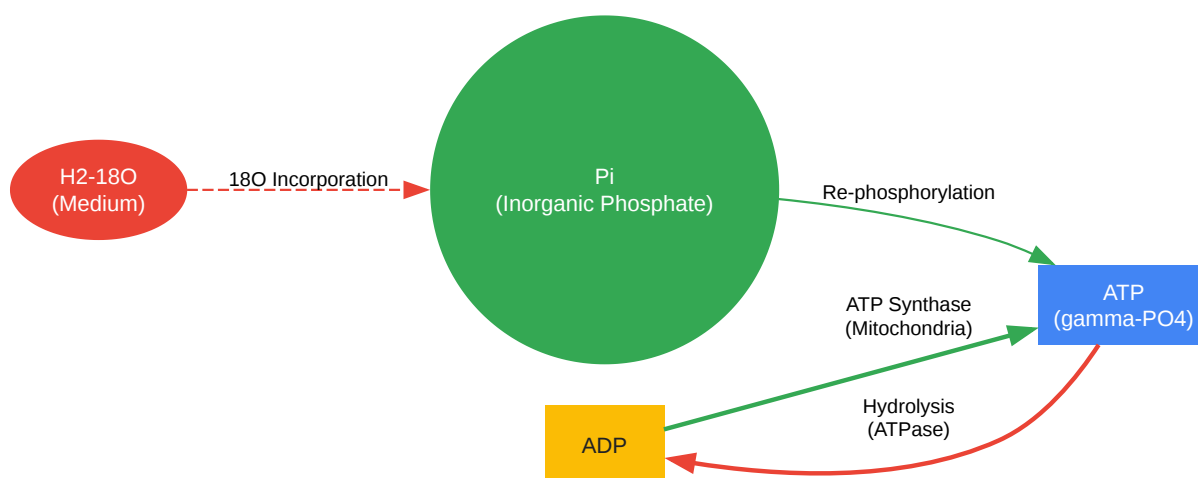 H2-18O
(Medium)
18O Incorporation
Pi
(Inorganic Phosphate)
Re-phosphorylation
ATP
(gamma-PO4)
ATP Synthase
(Mitochondria)
Hydrolysis
(ATPase)
ADP